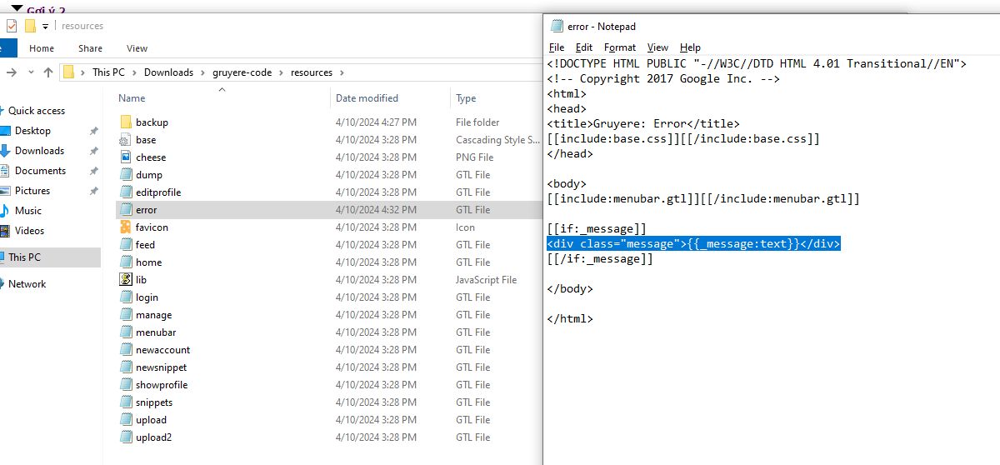 Gợi ý 2
resources
Home Share View
This PC Downloads gruyere-code resources
Name Date modified Type
Quick access
Desktop
Downloads
Documents
Pictures
Music
Videos
This PC
Network
backup 4/10/2024 4:27 PM File folder
base 4/10/2024 3:28 PM Cascading Style S...
cheese 4/10/2024 3:28 PM PNG File
dump 4/10/2024 3:28 PM GTL File
editprofile 4/10/2024 3:28 PM GTL File
error 4/10/2024 4:32 PM GTL File
favicon 4/10/2024 3:28 PM Icon
feed 4/10/2024 3:28 PM GTL File
home 4/10/2024 3:28 PM GTL File
lib 4/10/2024 3:28 PM JavaScript File
login 4/10/2024 3:28 PM GTL File
manage 4/10/2024 3:28 PM GTL File
menubar 4/10/2024 3:28 PM GTL File
newaccount 4/10/2024 3:28 PM GTL File
newsnippet 4/10/2024 3:28 PM GTL File
showprofile 4/10/2024 3:28 PM GTL File
snippets 4/10/2024 3:28 PM GTL File
upload 4/10/2024 3:28 PM GTL File
upload2 4/10/2024 3:28 PM GTL File
error - Notepad
File Edit Format View Help
<!DOCTYPE HTML PUBLIC "-//W3C//DTD HTML 4.01 Transitional//EN">
<!-- Copyright 2017 Google Inc. -->
<html>
<head>
<title>Gruyere: Error</title>
[[include:base.css]][[/include:base.css]]
</head>
<body>
[[include:menubar.gtl]][[/include:menubar.gtl]]
[[if:_message]]
<div class="message">{{_message:text}}</div>
[[/if:_message]]
</body>
</html>